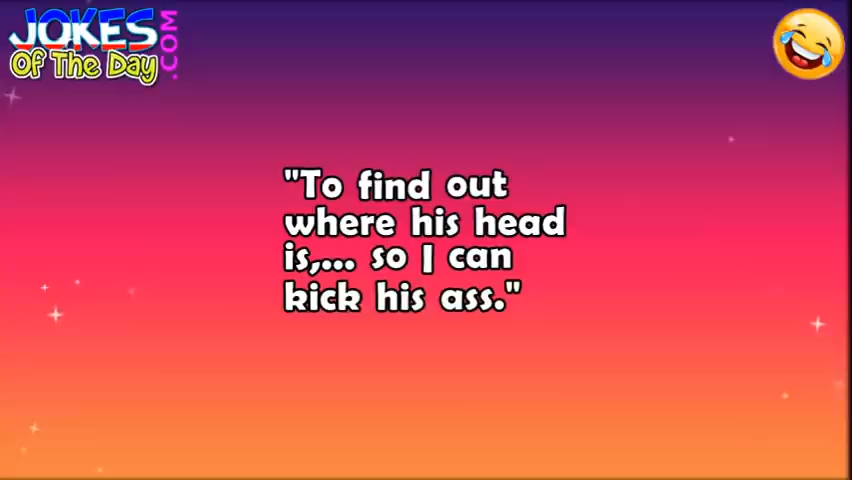 JOKES
Of The Day
.COM
"To find out
where his head
is,... so I can
kick his ass."